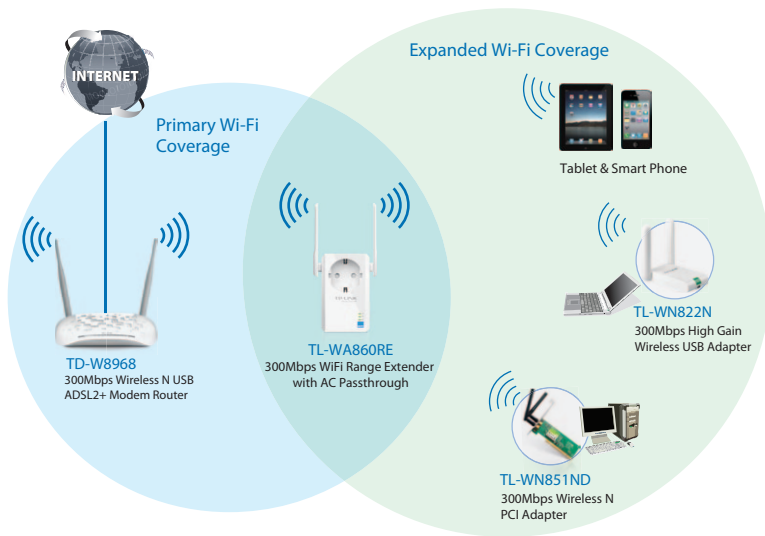 INTERNET
Expanded Wi-Fi Coverage
Primary Wi-Fi
Coverage
Tablet & Smart Phone
TP-LINK
TD-W8968
300Mbps Wireless N USB
ADSL2+ Modem Router
TL-WA860RE
300Mbps WiFi Range Extender
with AC Passthrough
TL-WN822N
300Mbps High Gain
Wireless USB Adapter
TL-WN851ND
300Mbps Wireless N
PCI Adapter